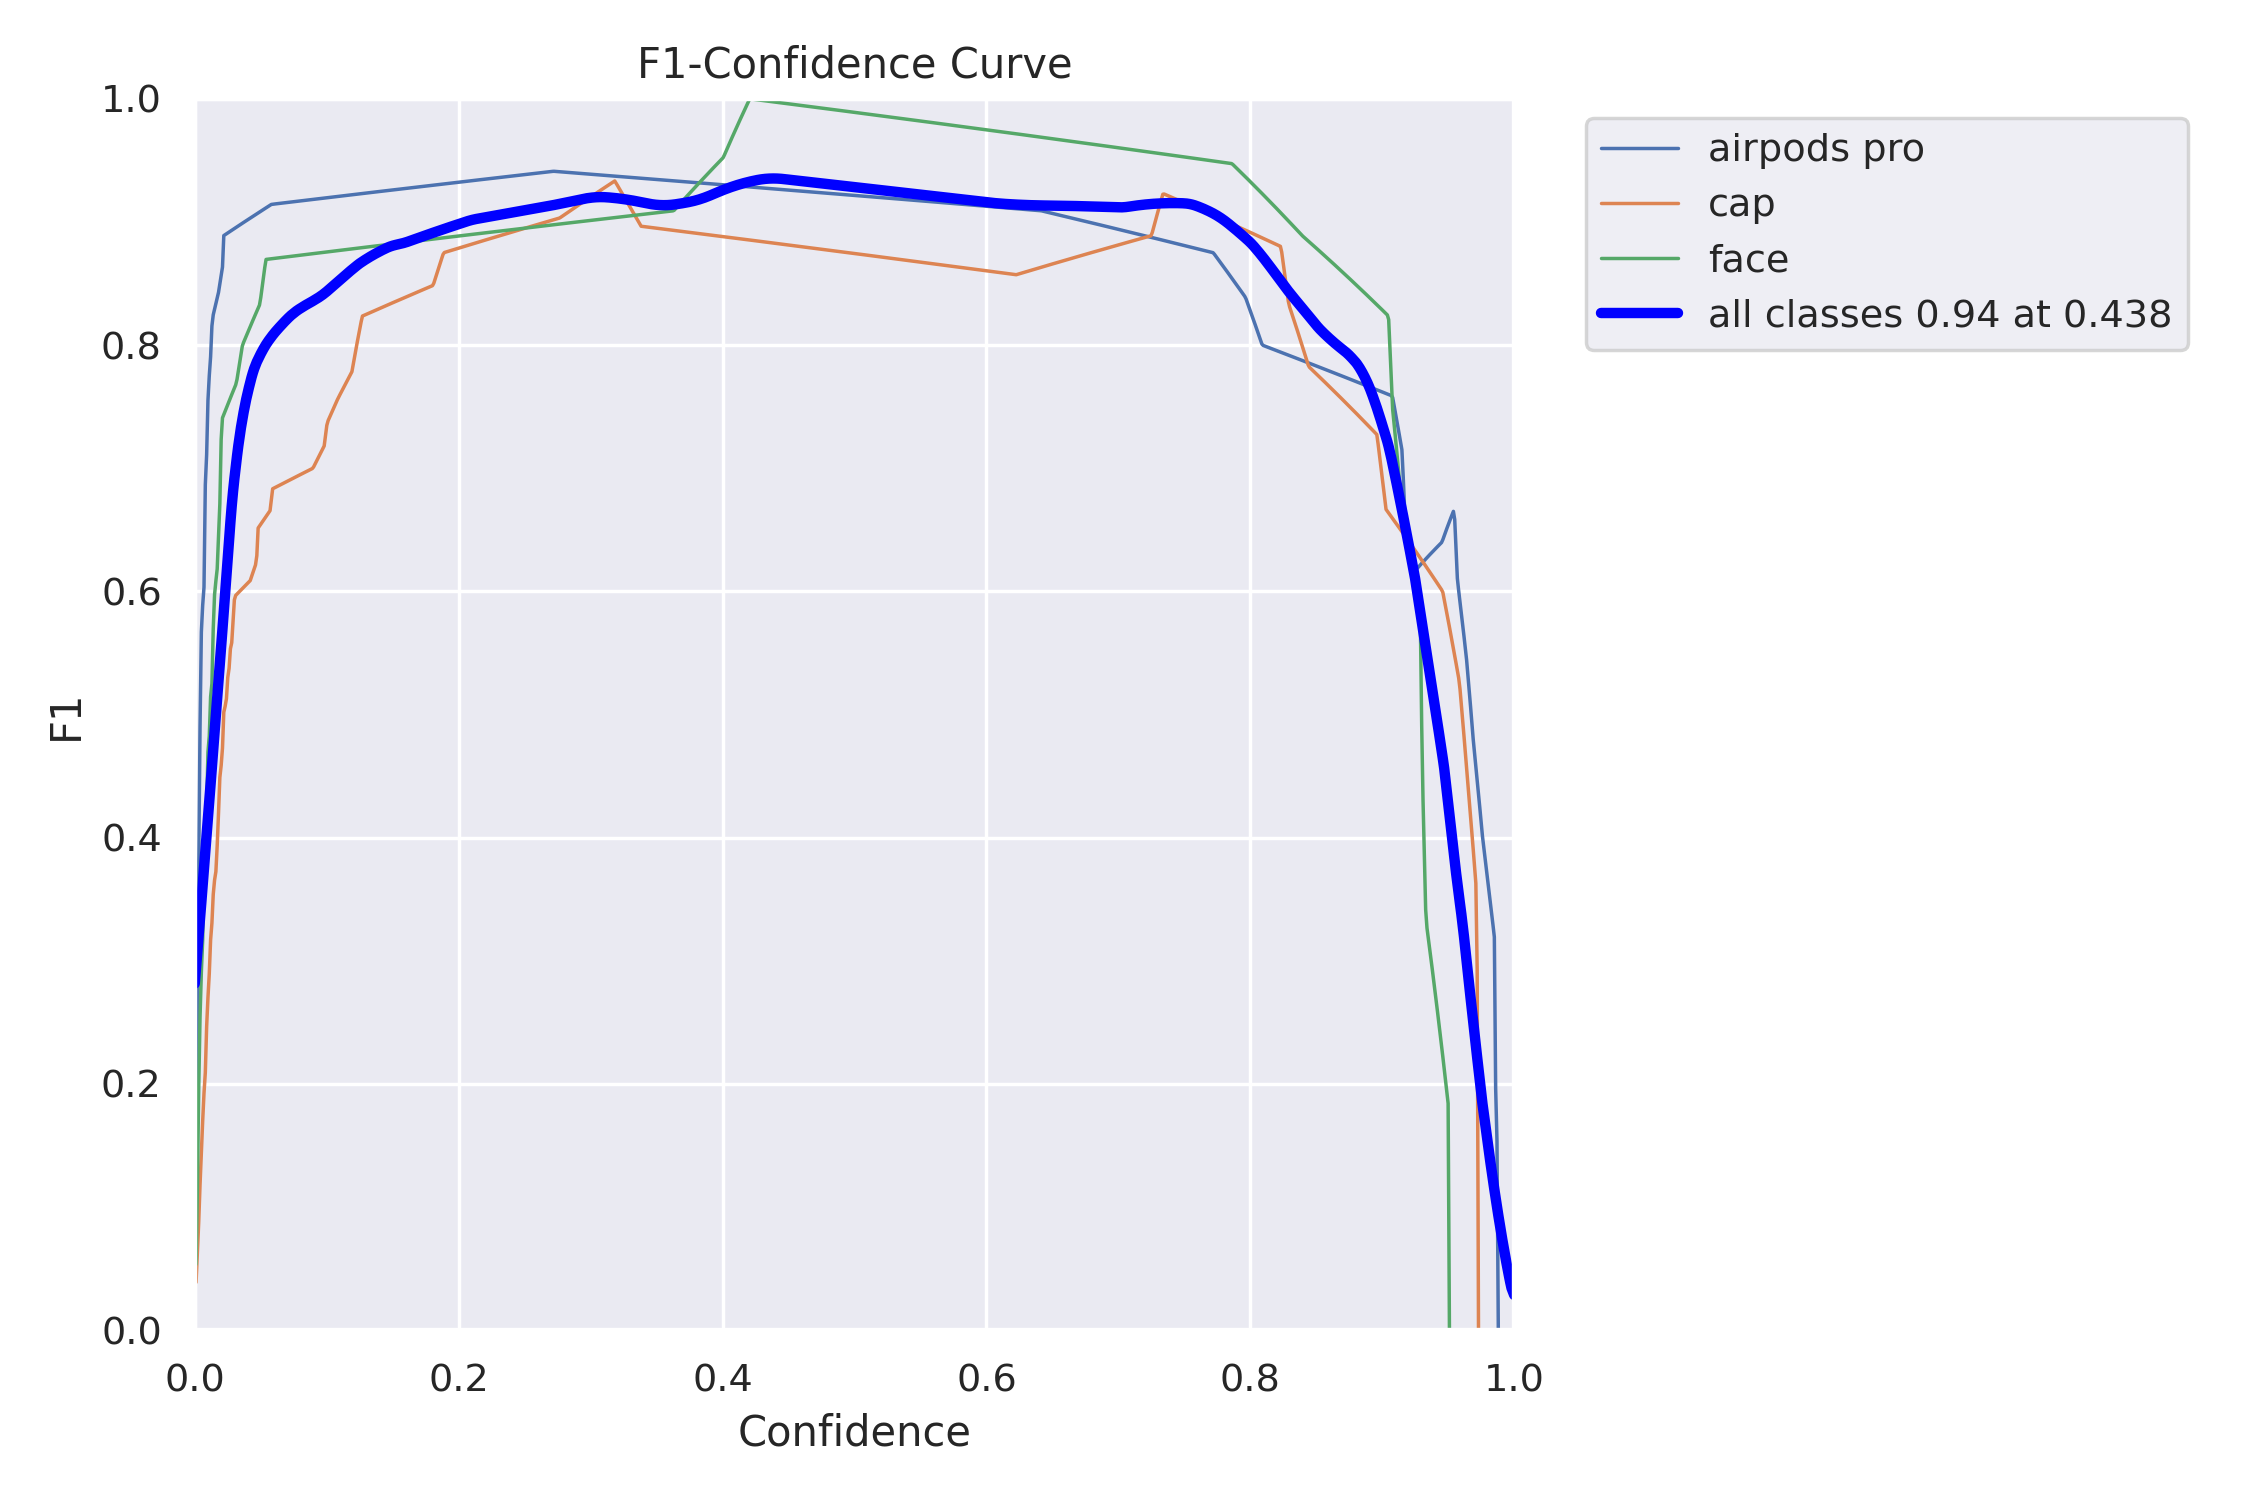 F1-Confidence Curve
1.0
0.8
0.6
0.4
0.2
0.0
F1
0.0 0.2 0.4 0.6 0.8 1.0
Confidence
airpods pro
cap
face
all classes 0.94 at 0.438